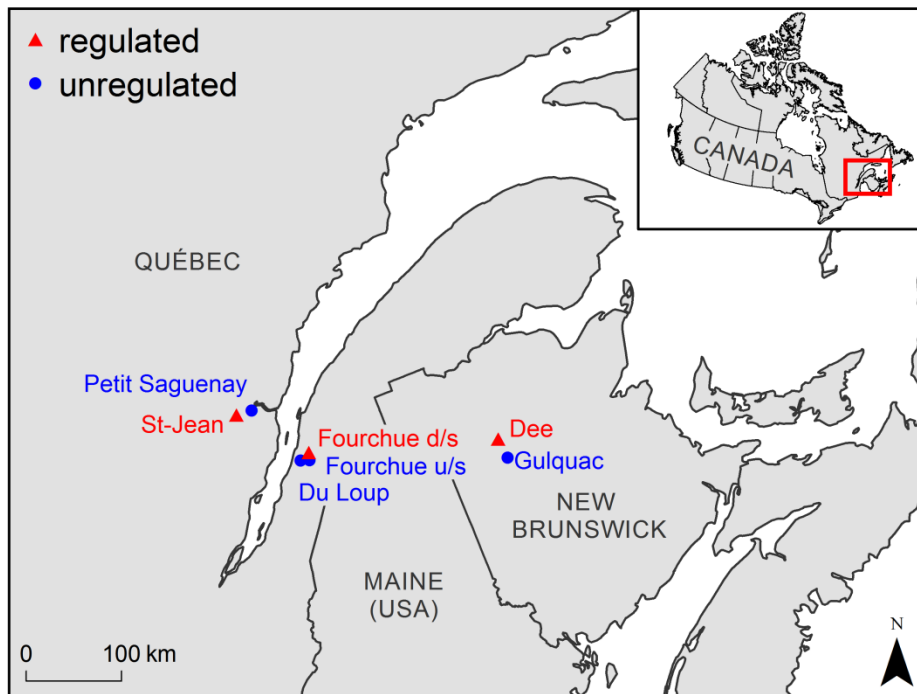 regulated
unregulated
CANADA
QUÉBEC
Petit Saguenay
St-Jean
Fourchue d/s
Fourchue u/s
Du Loup
Dee
Gulquac
NEW
BRUNSWICK
MAINE
(USA)
0 100 km
N